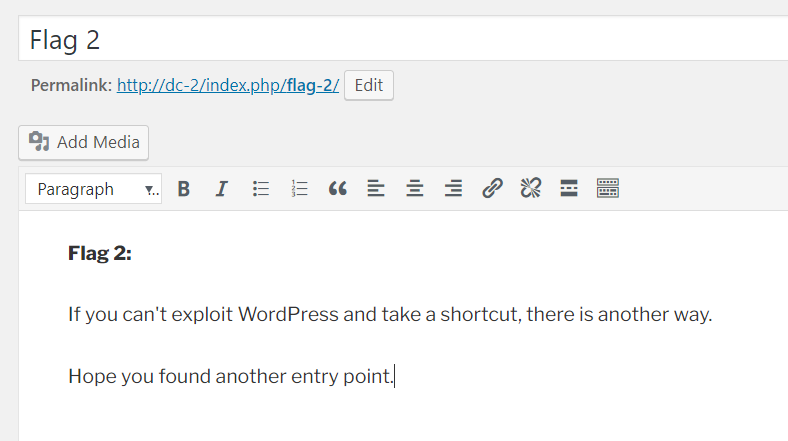 Flag 2
Permalink: http://dc-2/index.php/flag-2/ Edit
Add Media
Paragraph B I
Flag 2:
If you can't exploit WordPress and take a shortcut, there is another way.
Hope you found another entry point.